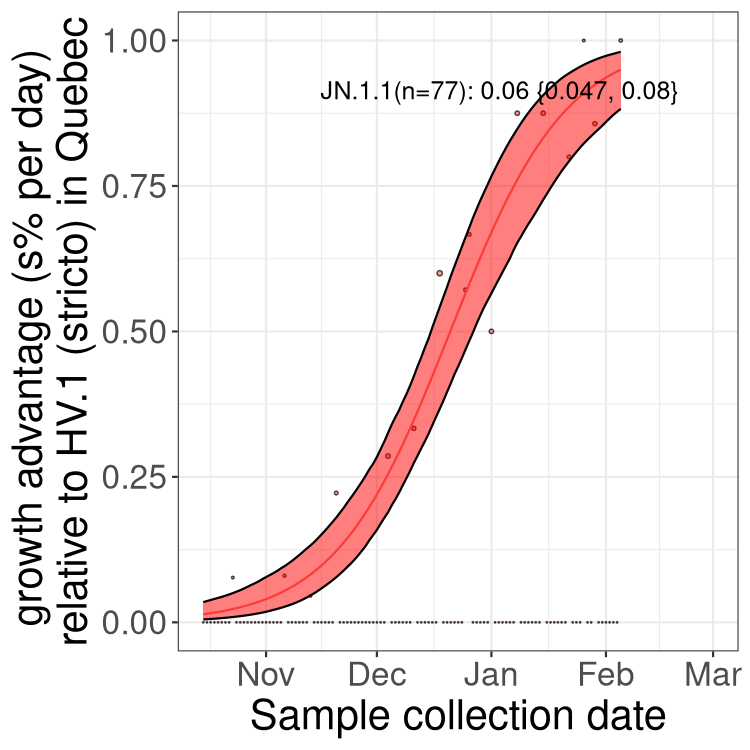 growth advantage (s% per day)
relative to HV.1 (stricto) in Quebec
1.00
0.75
0.50
0.25
0.00
JN.1.1(n=77): 0.06 {0.047, 0.08}
Nov Dec Jan Feb Mar
Sample collection date